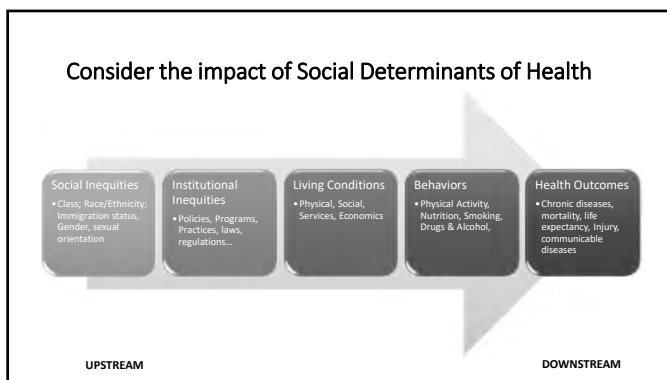 Consider the impact of Social Determinants of Health
Social Inequities
•Class; Race/Ethnicity;
Immigration status,
Gender, sexual
orientation
Institutional
Inequities
•Policies, Programs,
Practices, laws,
regulations...
Living Conditions
•Physical, Social,
Services, Economics
Behaviors
•Physical Activity,
Nutrition, Smoking,
Drugs & Alcohol,
Health Outcomes
•Chronic diseases,
mortality, life
expectancy, Injury,
communicable
diseases
UPSTREAM
DOWNSTREAM